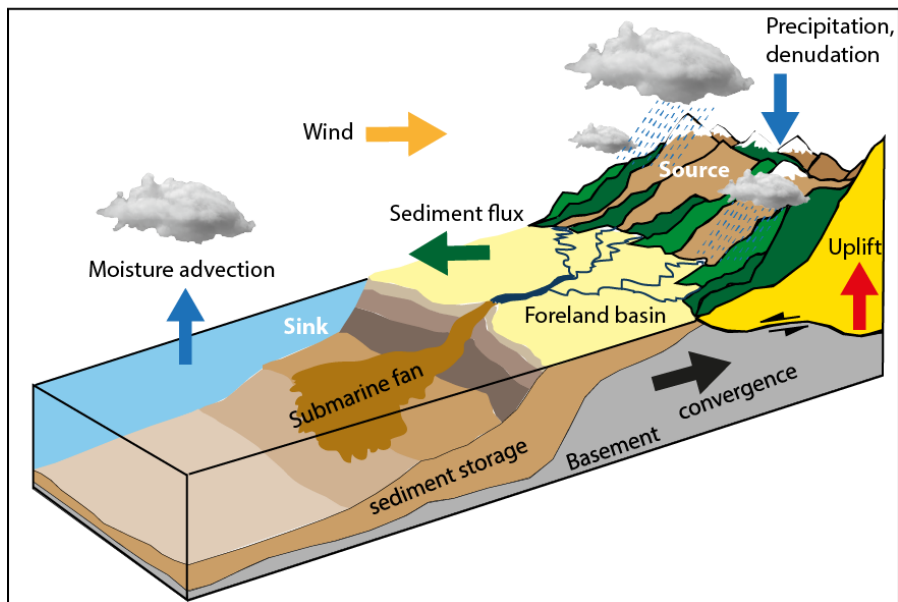 Precipitation,
denudation
Wind
Source
Sediment flux
Moisture advection
Uplift
Sink
Foreland basin
Submarine fan
convergence
Basement
sediment storage